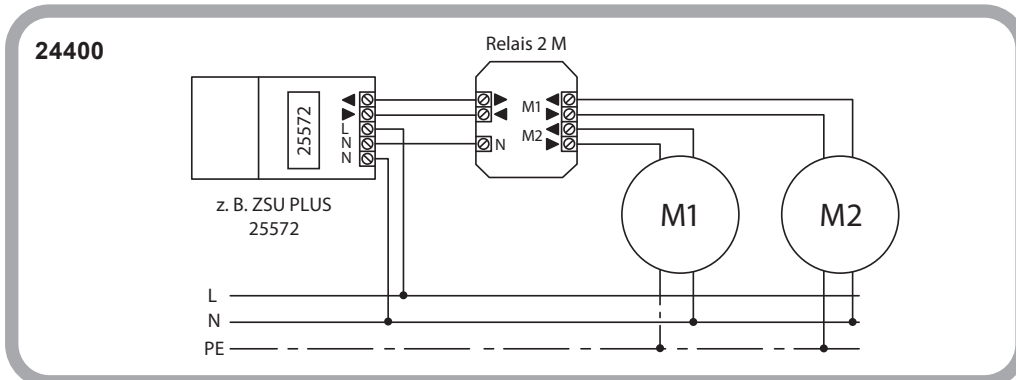 24400
Relais 2 M
25572
L
N
N
N
M1
M2
z. B. ZSU PLUS
25572
M1
M2
L
N
PE